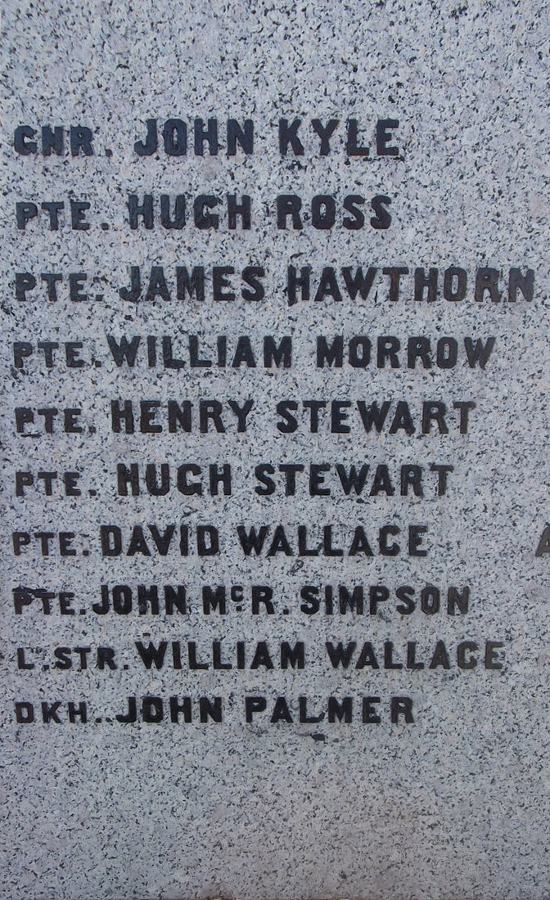 GNR. JOHN KYLE
PTE. HUGH ROSS
PTE. JAMES HAWTHORN
PTE. WILLIAM MORROW
PTE. HENRY STEWART
PTE. HUGH STEWART
PTE. DAVID WALLACE
PTE. JOHN McR. SIMPSON
L.STR. WILLIAM WALLACE
DKH.. JOHN PALMER